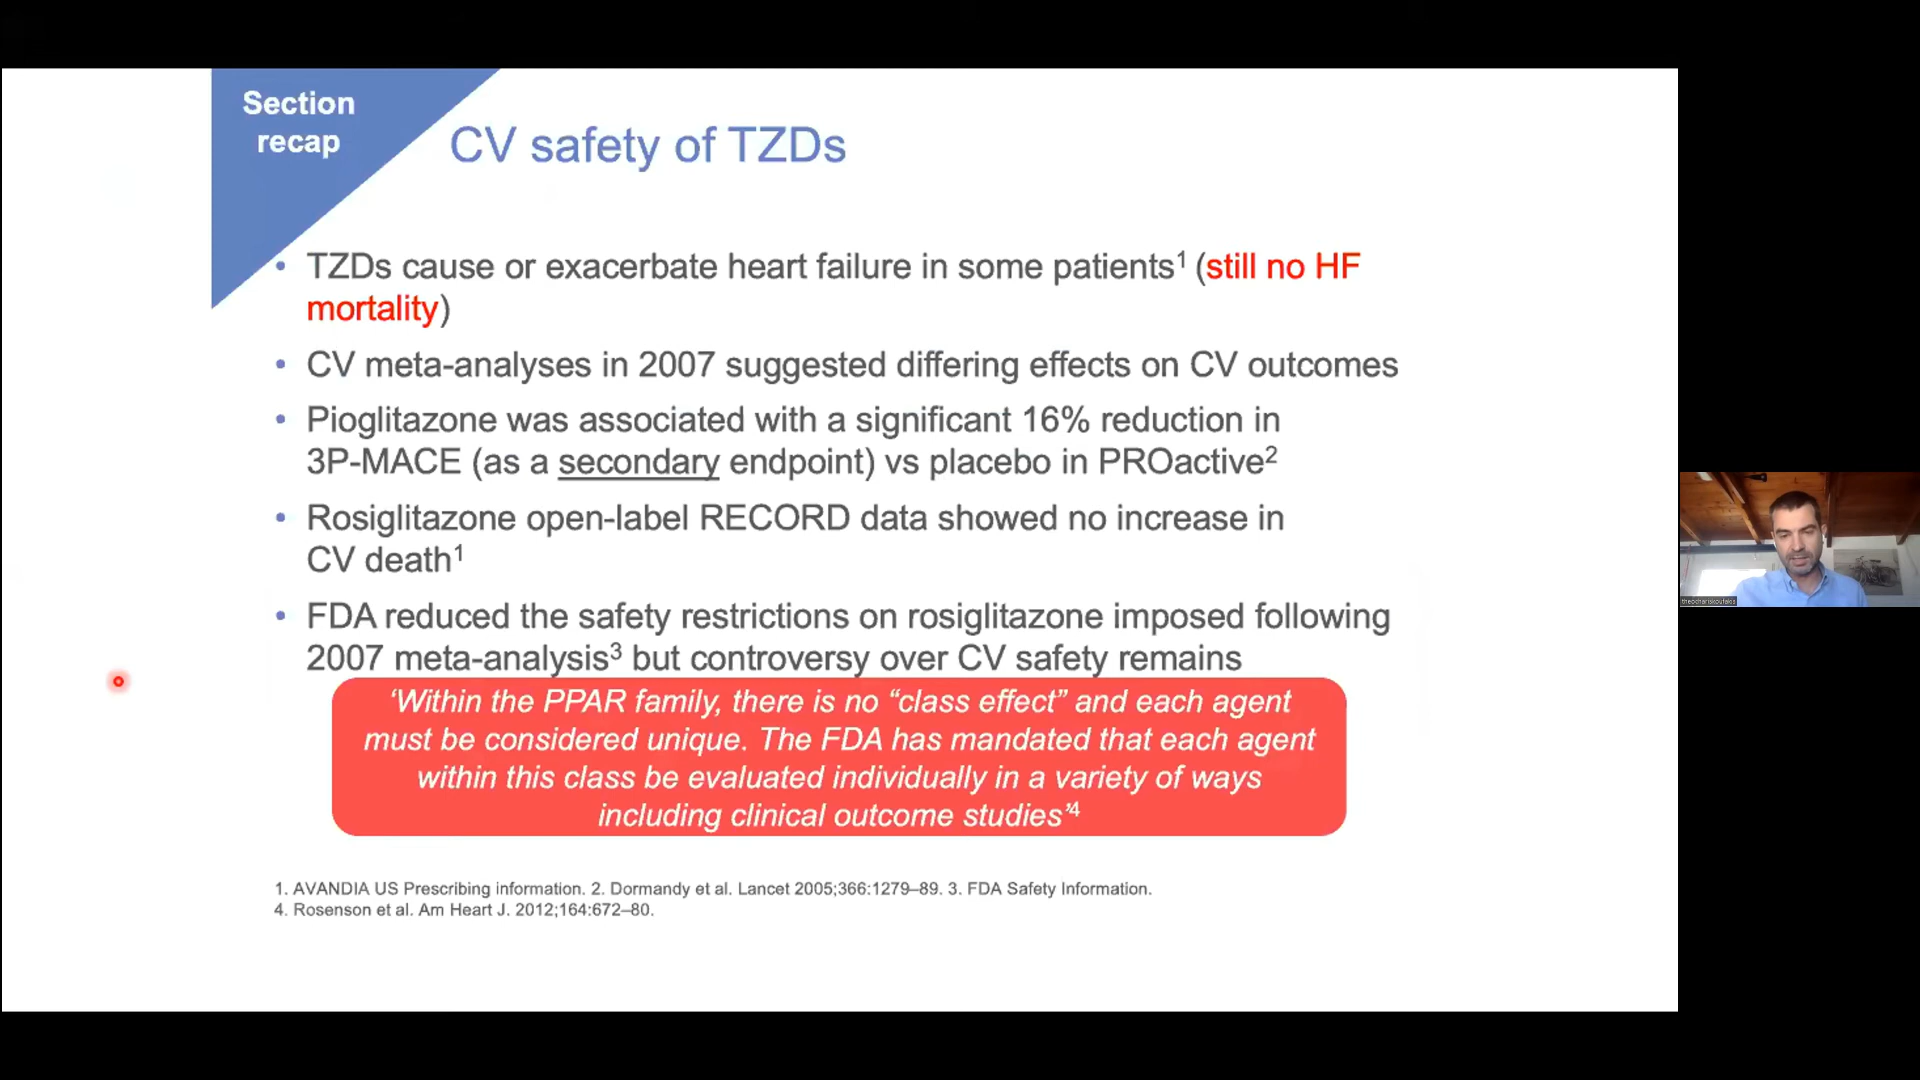 Section
recap
CV safety of TZDs
• TZDs cause or exacerbate heart failure in some patients¹ (still no HF
mortality)
• CV meta-analyses in 2007 suggested differing effects on CV outcomes
• Pioglitazone was associated with a significant 16% reduction in
3P-MACE (as a secondary endpoint) vs placebo in PROactive²
• Rosiglitazone open-label RECORD data showed no increase in
CV death¹
• FDA reduced the safety restrictions on rosiglitazone imposed following
2007 meta-analysis³ but controversy over CV safety remains
‘Within the PPAR family, there is no “class eff” and each agent
must be considered unique. The FDA has mandated that each agent
within this class be evaluated individually in a variety of ways
including clinical outcome studies’⁴
1. AVANDIA US Prescribing information. 2. Dormandy et al. Lancet 2005;366:1279–89. 3. FDA Safety Information.
4. Rosenson et al. Am Heart J. 2012;164:672–80.